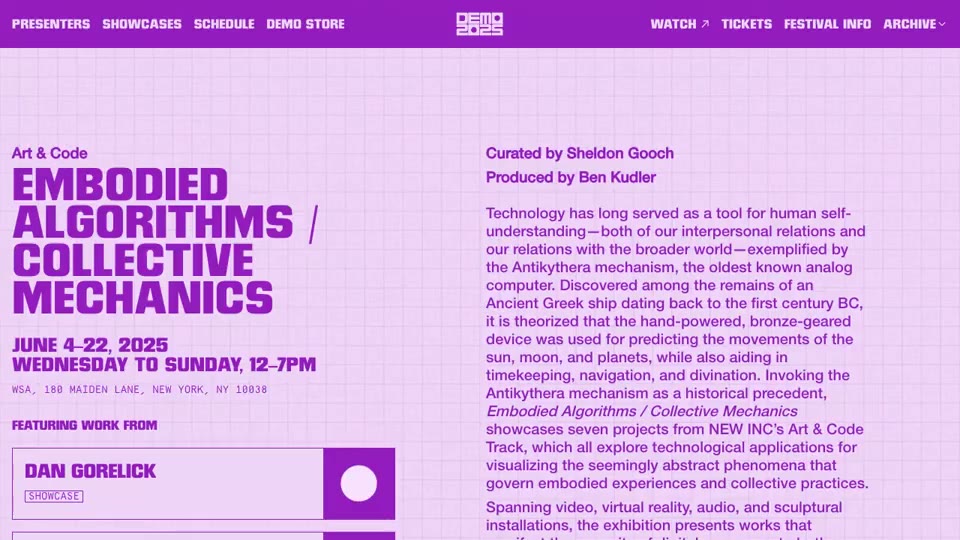 PRESENTERS SHOWCASES SCHEDULE DEMO STORE
DEMO
2025
WATCH ↗ TICKETS FESTIVAL INFO ARCHIVE
Art & Code
EMBODIED
ALGORITHMS /
COLLECTIVE
MECHANICS
JUNE 4–22, 2025
WEDNESDAY TO SUNDAY, 12–7PM
WSA, 180 MAIDEN LANE, NEW YORK, NY 10038
FEATURING WORK FROM
DAN GORELICK
SHOWCASE
Curated by Sheldon Gooch
Produced by Ben Kudler
Technology has long served as a tool for human self-
understanding—both of our interpersonal relations and
our relations with the broader world—exemplified by
the Antikythera mechanism, the oldest known analog
computer. Discovered among the remains of an
Ancient Greek ship dating back to the first century BC,
it is theorized that the hand-powered, bronze-geared
device was used for predicting the movements of the
sun, moon, and planets, while also aiding in
timekeeping, navigation, and divination. Invoking the
Antikythera mechanism as a historical precedent,
Embodied Algorithms / Collective Mechanics
showcases seven projects from NEW INC’s Art & Code
Track, which all explore technological applications for
visualizing the seemingly abstract phenomena that
govern embodied experiences and collective practices.
Spanning video, virtual reality, audio, and sculptural
installations, the exhibition presents works that